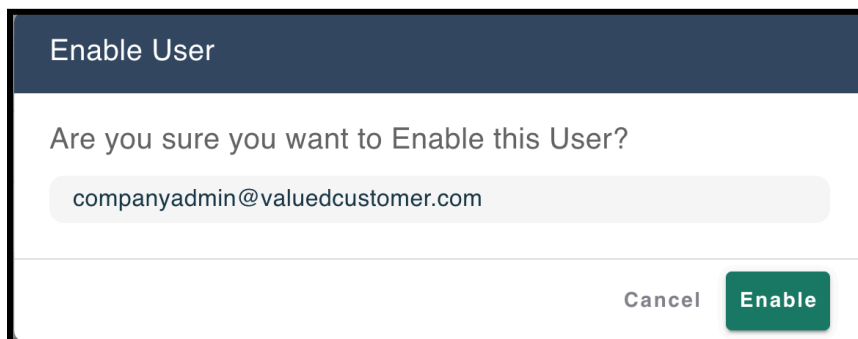 Enable User
Are you sure you want to Enable this User?
companyadmin@valuedcustomer.com
Cancel Enable